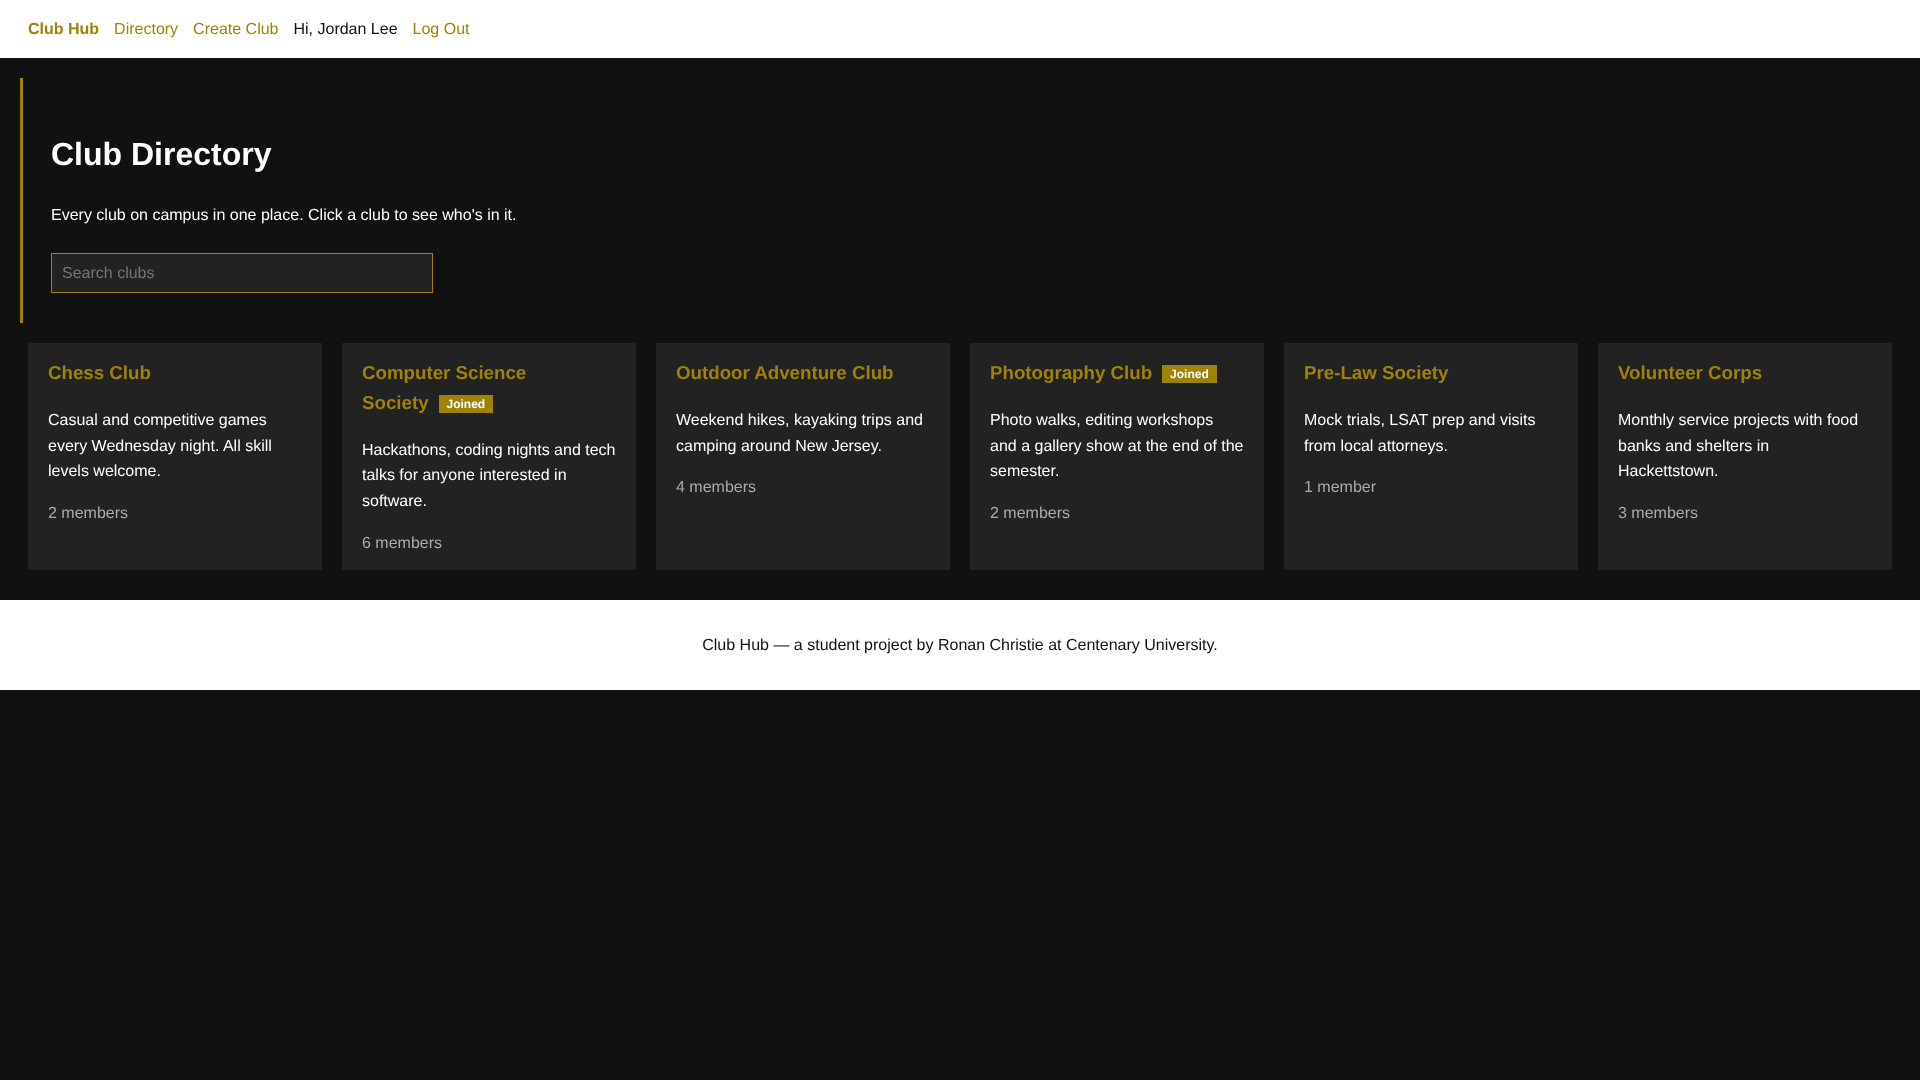 Club Hub Directory Create Club Hi, Jordan Lee Log Out
Club Directory
Every club on campus in one place. Click a club to see who's in it.
Search clubs
Chess Club
Casual and competitive games
every Wednesday night. All skill
levels welcome.
2 members
Computer Science
Society Joined
Hackathons, coding nights and tech
talks for anyone interested in
software.
6 members
Outdoor Adventure Club
Weekend hikes, kayaking trips and
camping around New Jersey.
4 members
Photography Club Joined
Photo walks, editing workshops
and a gallery show at the end of the
semester.
2 members
Pre-Law Society
Mock trials, LSAT prep and visits
from local attorneys.
1 member
Volunteer Corps
Monthly service projects with food
banks and shelters in
Hackettstown.
3 members
Club Hub — a student project by Ronan Christie at Centenary University.